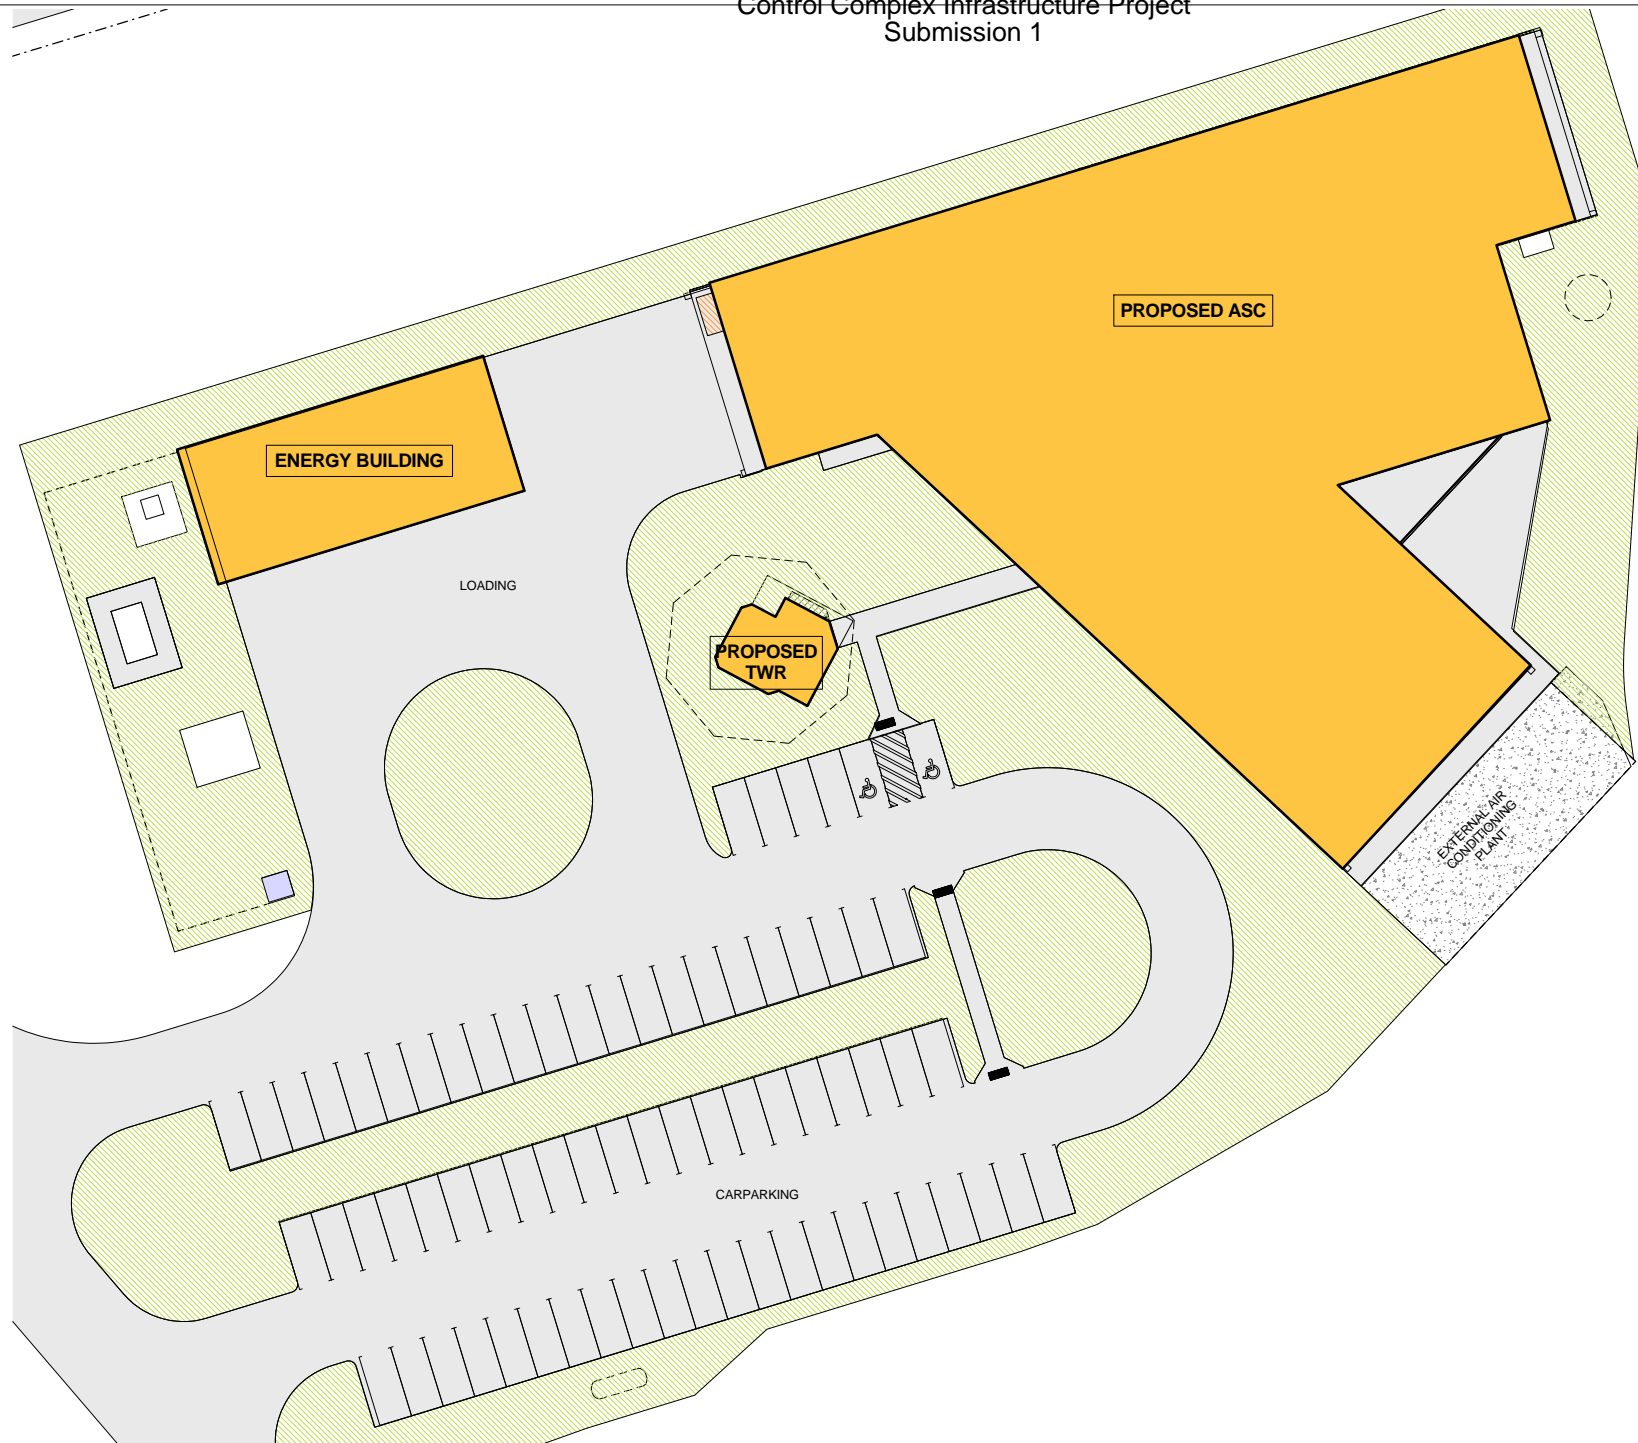 Control Complex Infrastructure Project
Submission 1
PROPOSED ASC
ENERGY BUILDING
LOADING
PROPOSED
TWR
EXTERNAL AIR
CONDITIONING
PLANT
CARPARKING